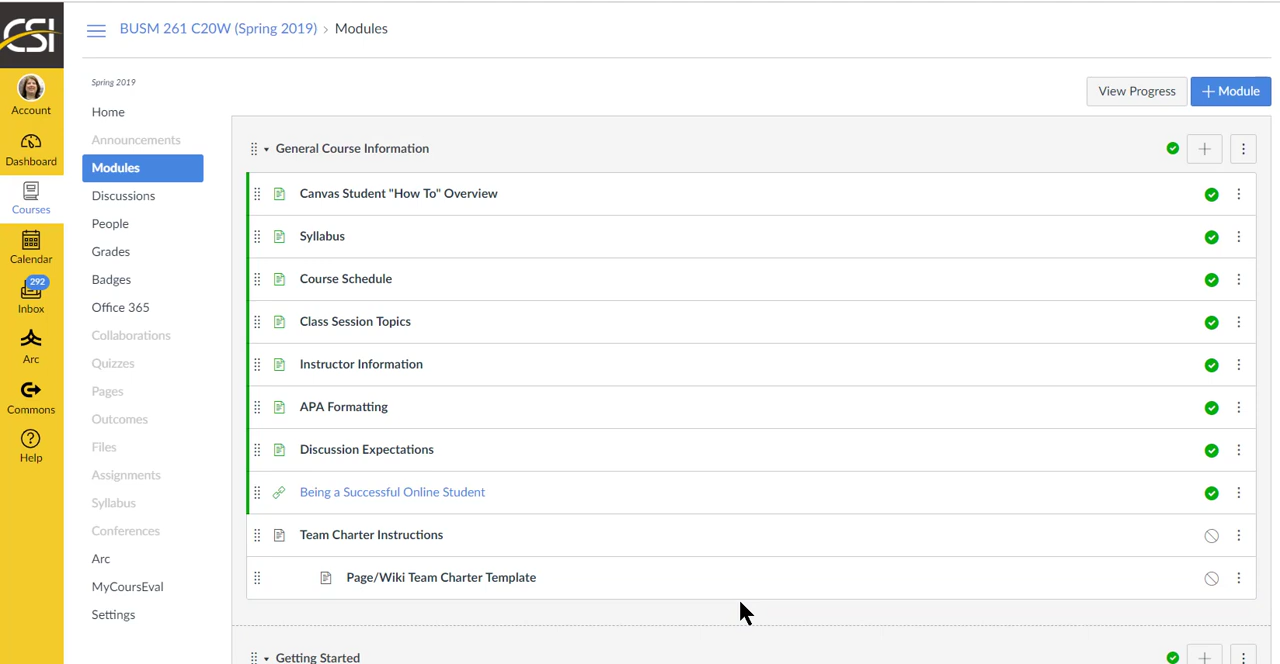 CSI
BUSM 261 C20W (Spring 2019) › Modules
Account
Dashboard
Courses
Calendar
292
Inbox
Arc
Commons
Help
Spring 2019
Home
Announcements
Modules
Discussions
People
Grades
Badges
Office 365
Collaborations
Quizzes
Pages
Outcomes
Files
Assignments
Syllabus
Conferences
Arc
MyCoursEval
Settings
View Progress
+ Module
General Course Information
Canvas Student "How To" Overview
Syllabus
Course Schedule
Class Session Topics
Instructor Information
APA Formatting
Discussion Expectations
Being a Successful Online Student
Team Charter Instructions
Page/Wiki Team Charter Template
Getting Started